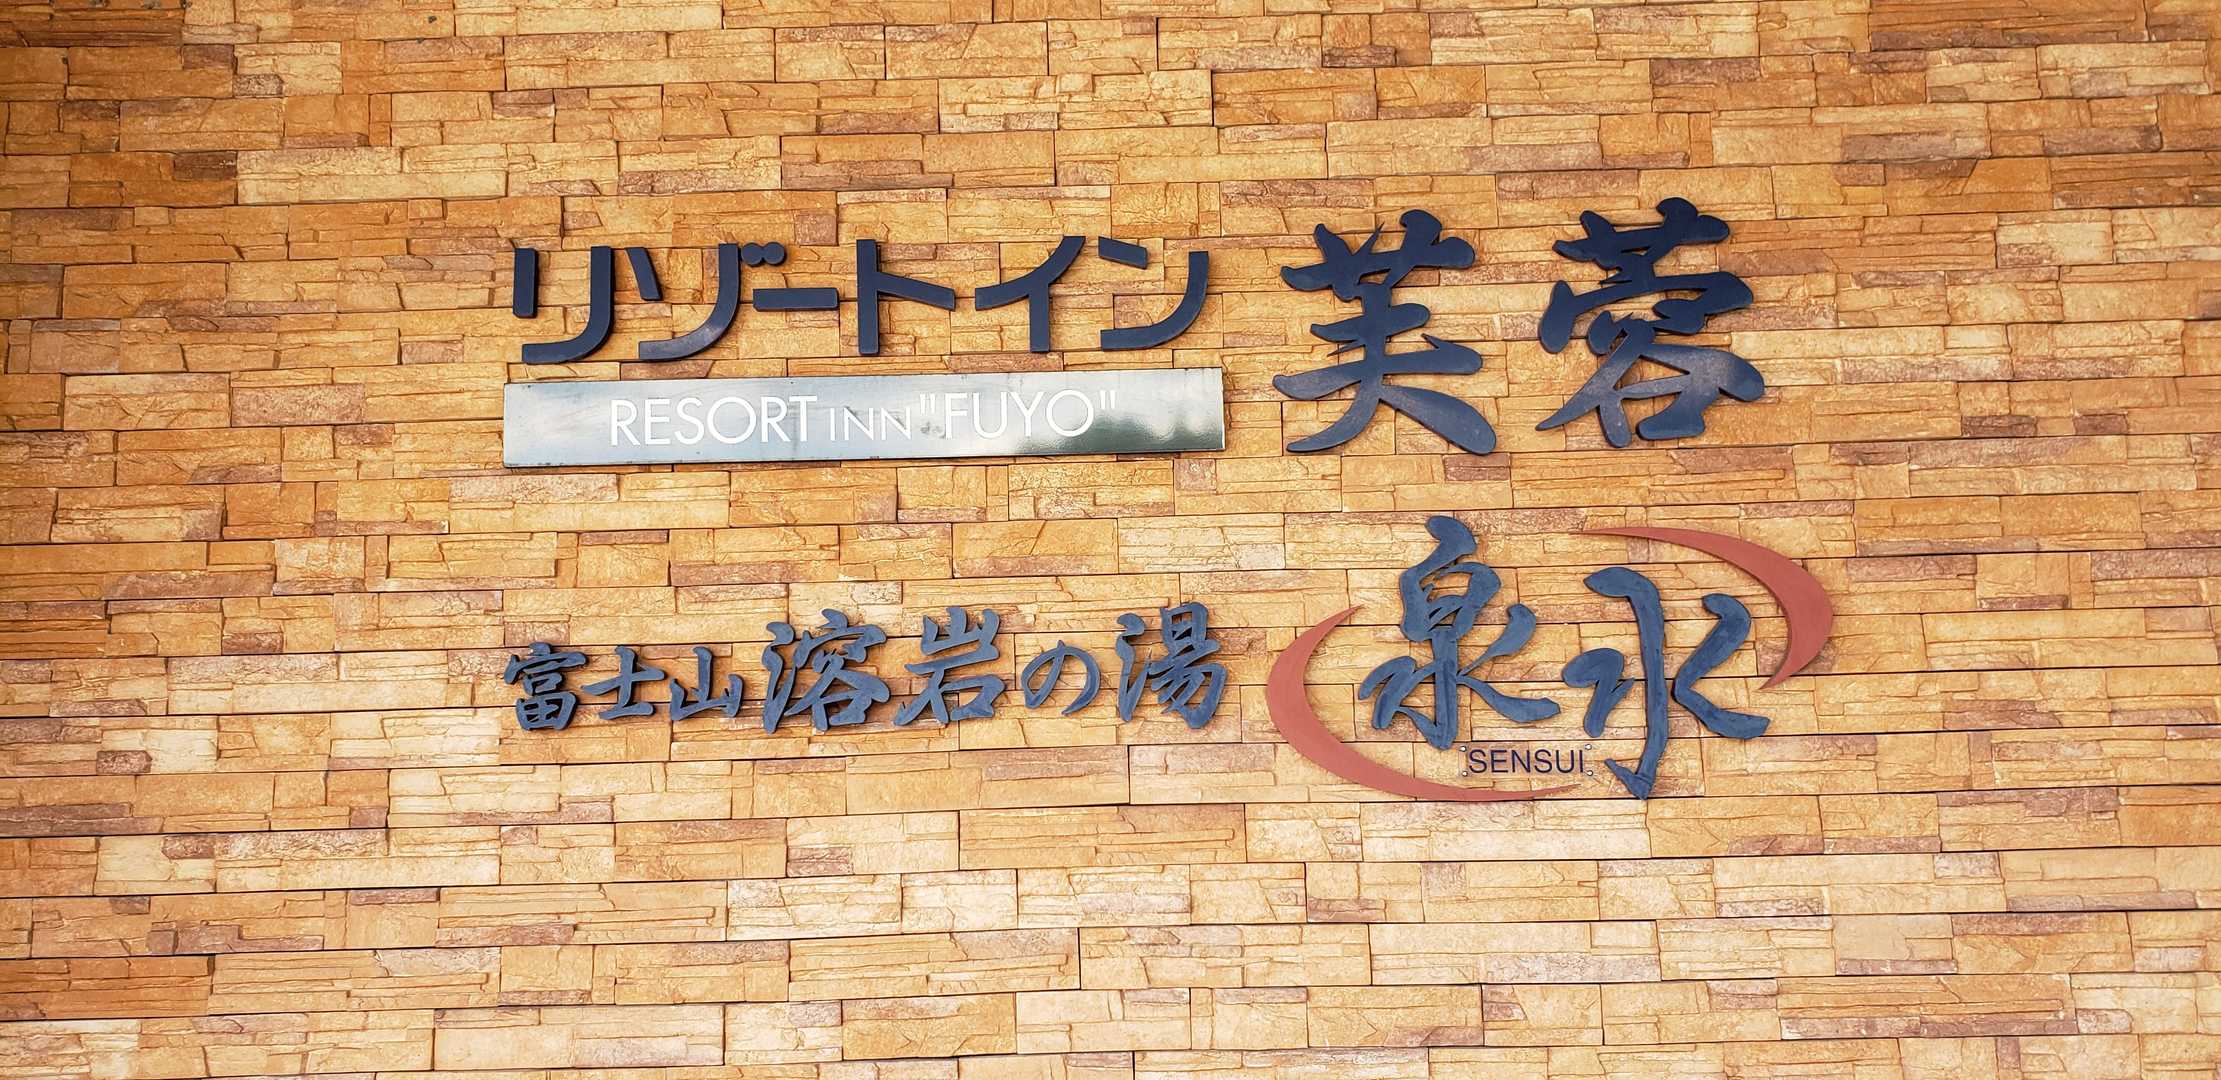 リゾートイン 芙蓉
RESORT INN "FUYO"
富士山溶岩の湯 泉水
SENSUI